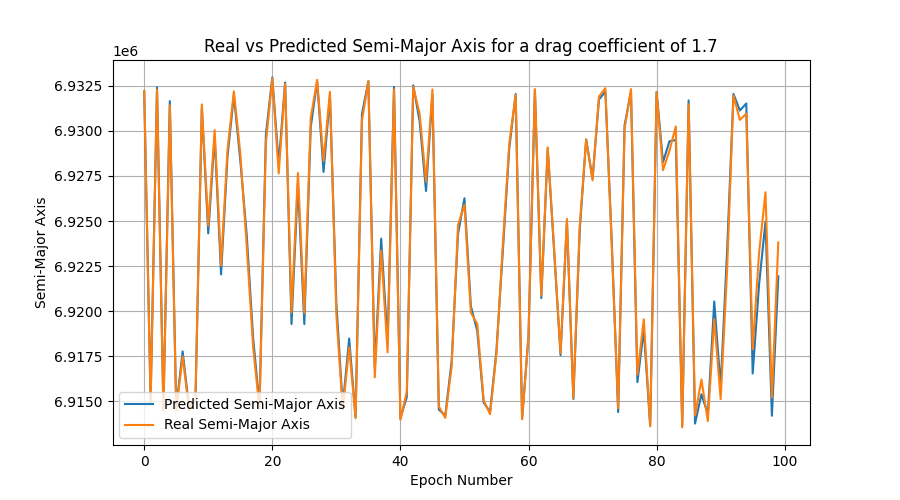 Real vs Predicted Semi-Major Axis for a drag coefficient of 1.7
1e6
6.9325
6.9300
6.9275
6.9250
6.9225
6.9200
6.9175
6.9150
Semi-Major Axis
Predicted Semi-Major Axis
Real Semi-Major Axis
0 20 40 60 80 100
Epoch Number